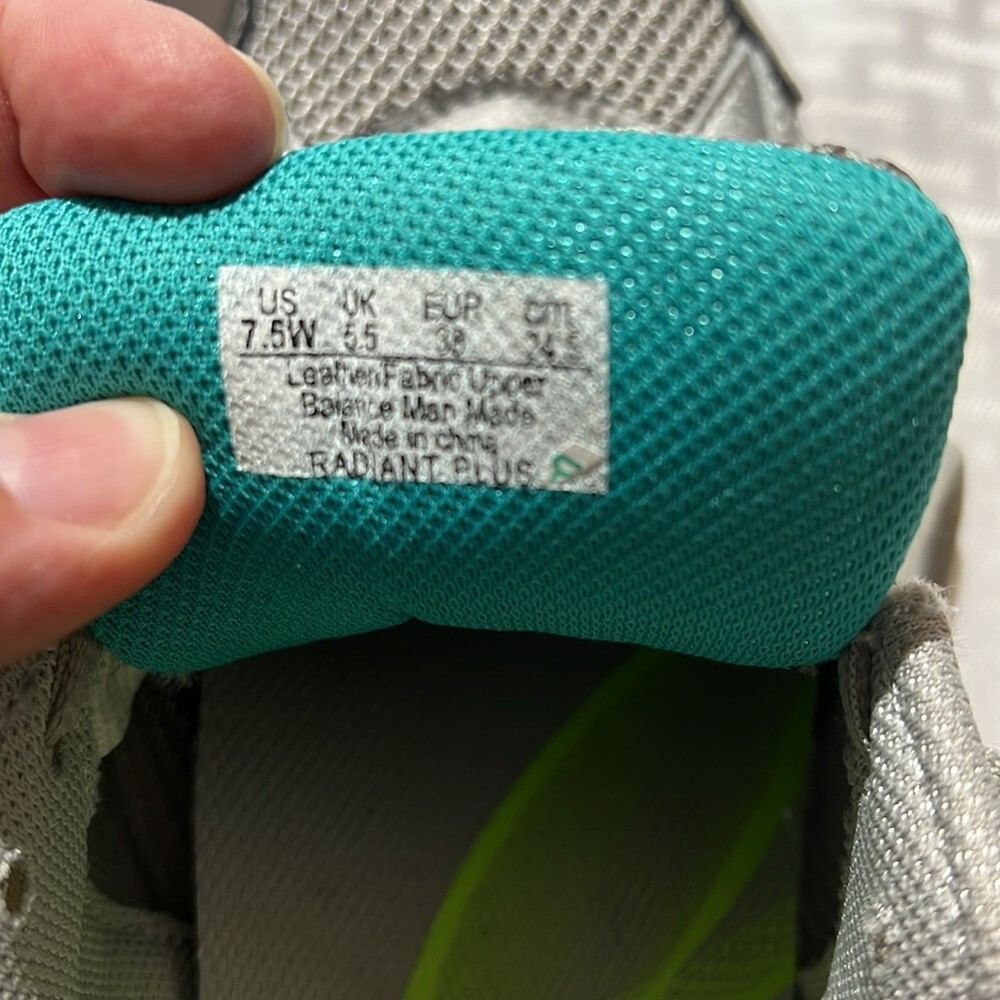 US UK EUR cm
7.5W 5.5 38 24.5
Leather/Fabric Upper
Balance Man Made
Made in china
RADIANT PLUS